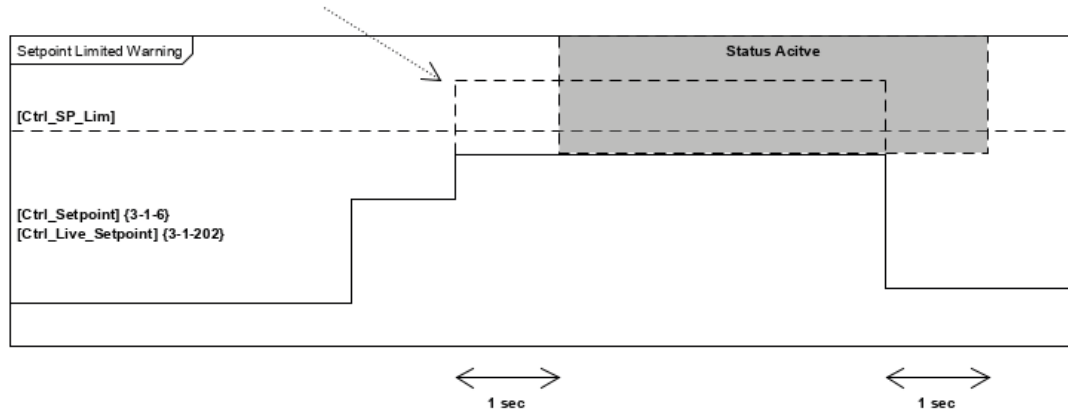 Setpoint Limited Warning
Status Acitve
[Ctrl_SP_Lim]
[Ctrl_Setpoint] {3-1-6}
[Ctrl_Live_Setpoint] {3-1-202}
1 sec
1 sec